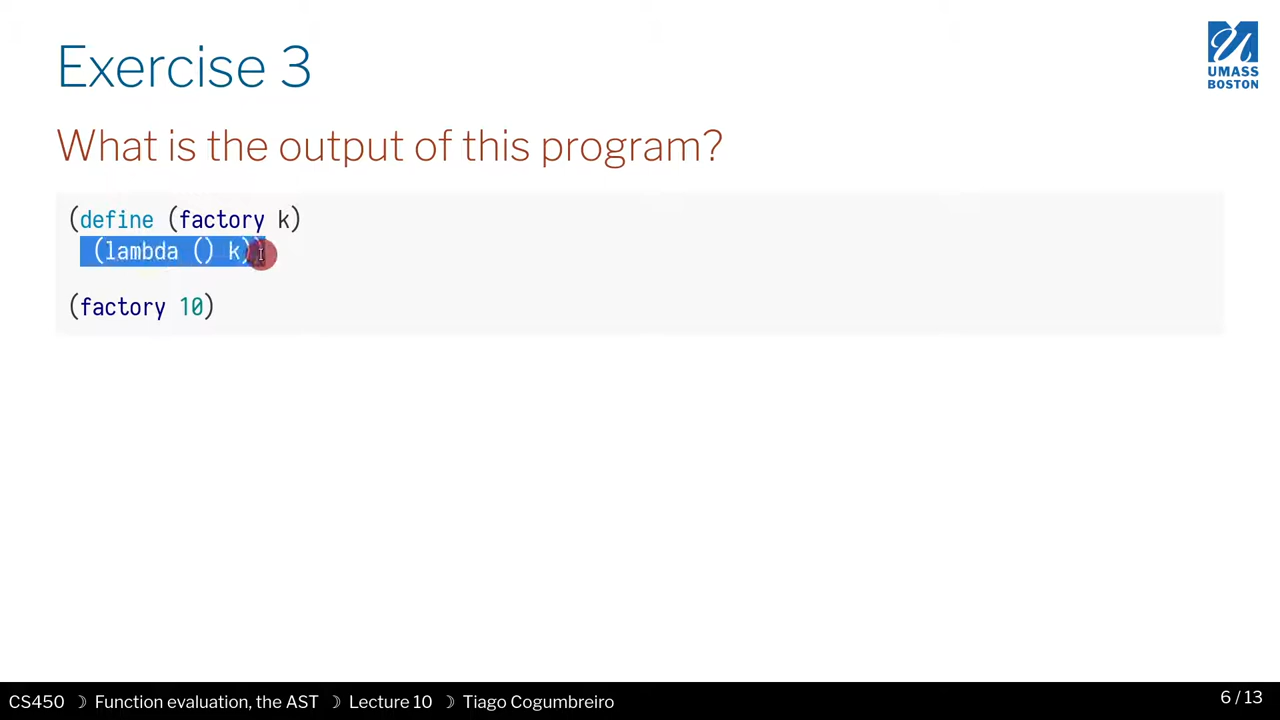 Exercise 3
UMASS
BOSTON
What is the output of this program?
(define (factory k)
(lambda () k))
(factory 10)
CS450 ☽ Function evaluation, the AST ☽ Lecture 10 ☽ Tiago Cogumbreiro
6 / 13